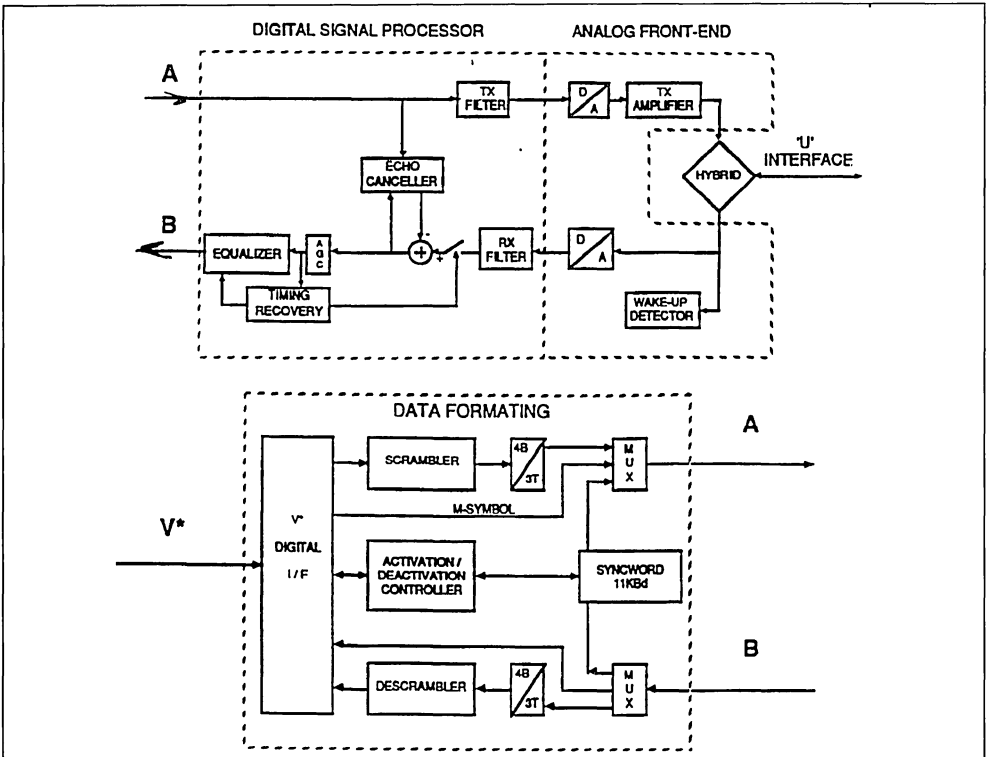 DIGITAL SIGNAL PROCESSOR
ANALOG FRONT-END
A
TX
FILTER
D
A
TX
AMPLIFIER
'U'
INTERFACE
HYBRID
ECHO
CANCELLER
B
EQUALIZER
A
G
C
-
+
+
RX
FILTER
D
A
TIMING
RECOVERY
WAKE-UP
DETECTOR
DATA FORMATING
A
SCRAMBLER
4B
3T
M
U
X
M-SYMBOL
V*
V*
DIGITAL
I/F
ACTIVATION /
DEACTIVATION
CONTROLLER
SYNCWORD
11KBd
B
DESCRAMBLER
4B
3T
M
U
X